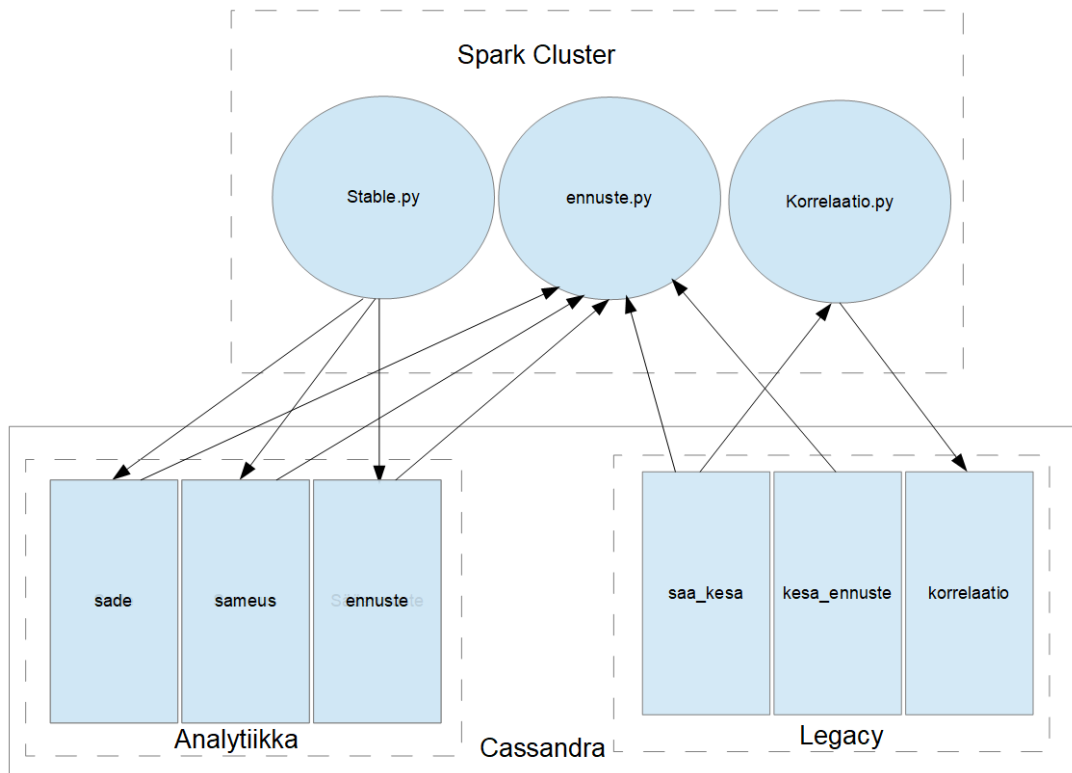 Spark Cluster
Stable.py
ennuste.py
Korrelaatio.py
sade
sameus
ennuste
saa_kesa
kesa_ennuste
korrelaatio
Analytiikka
Cassandra
Legacy